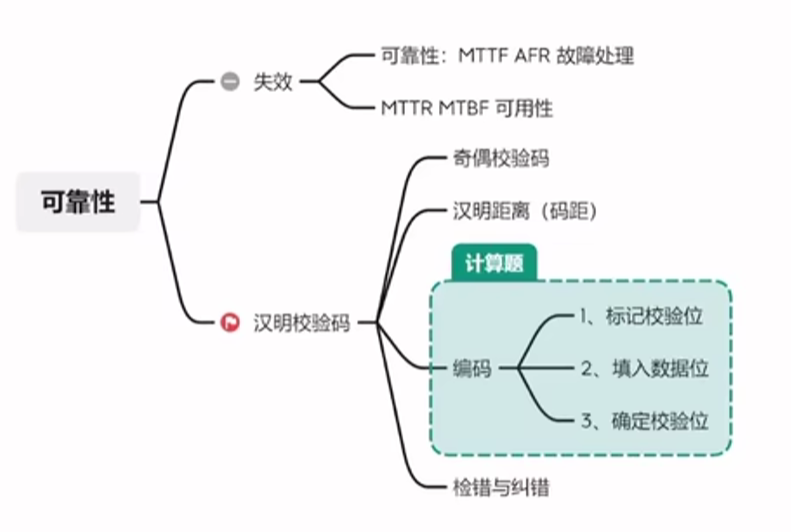 可靠性
失效
可靠性：MTTF AFR 故障处理
MTTR MTBF 可用性
汉明校验码
奇偶校验码
汉明距离（码距）
计算题
编码
1、标记校验位
2、填入数据位
3、确定校验位
检错与纠错